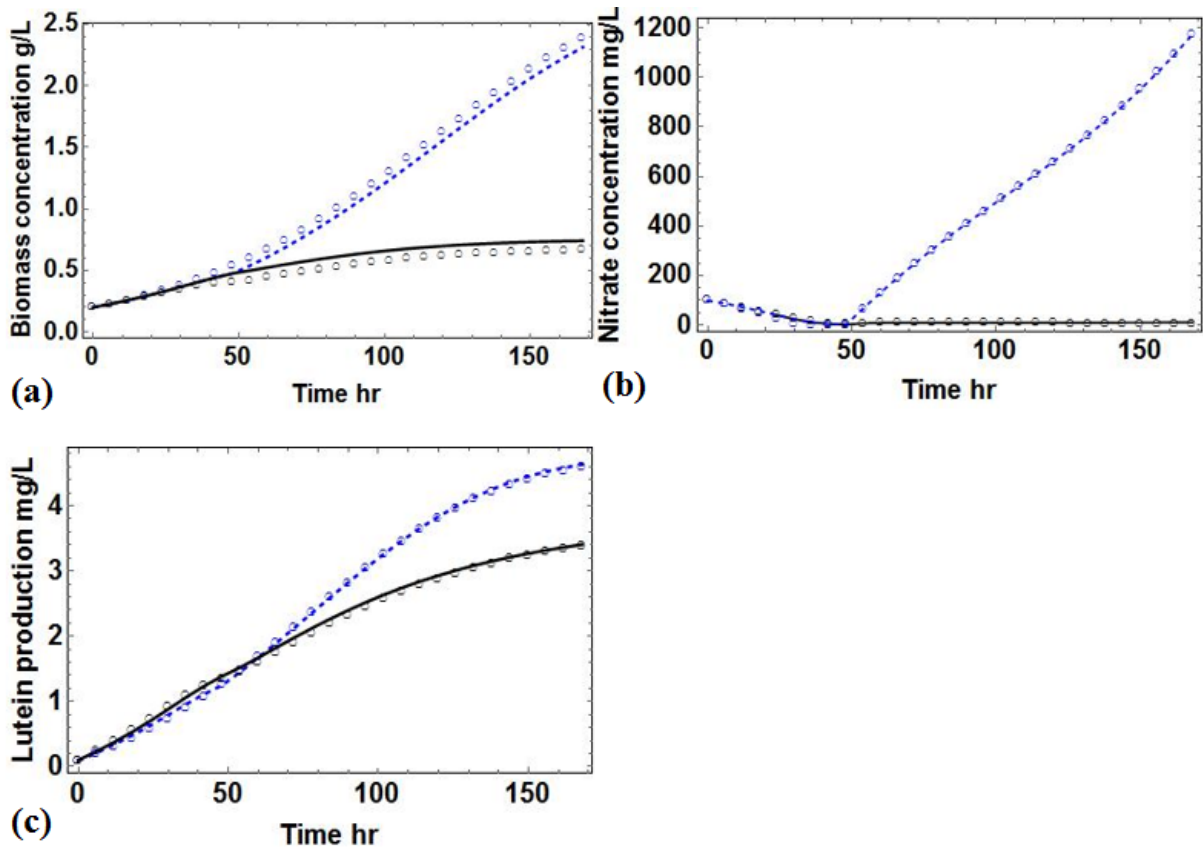 Biomass concentration g/L
2.5
2.0
1.5
1.0
0.5
0.0
0 50 100 150
Time hr
(a)
Nitrate concentration mg/L
1200
1000
800
600
400
200
0
0 50 100 150
Time hr
(b)
Lutein production mg/L
4
3
2
1
0
0 50 100 150
Time hr
(c)